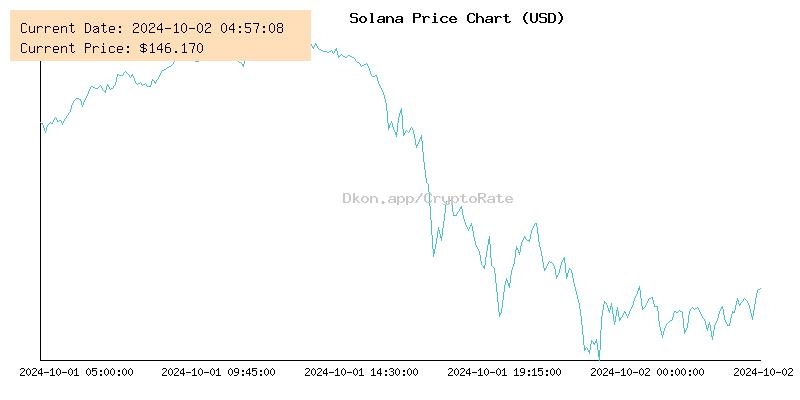 Solana Price Chart (USD)
Current Date: 2024-10-02 04:57:08
Current Price: $146.170
Dkon.app/CryptoRate
2024-10-01 05:00:00 2024-10-01 09:45:00 2024-10-01 14:30:00 2024-10-01 19:15:00 2024-10-02 00:00:00 2024-10-02